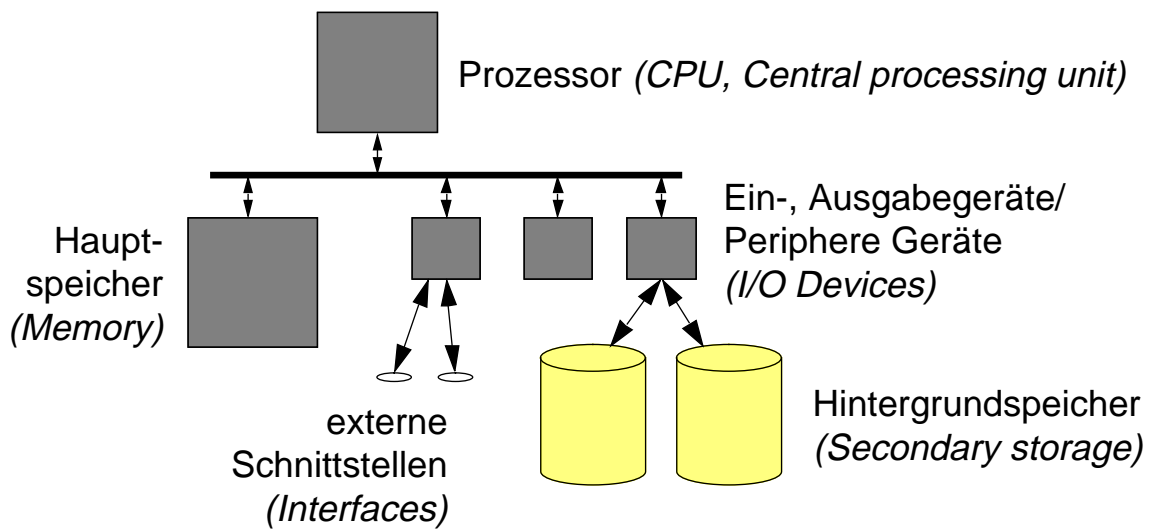 Prozessor (CPU, Central processing unit)
Ein-, Ausgabegeräte/
Periphere Geräte
(I/O Devices)
Haupt-
speicher
(Memory)
externe
Schnittstellen
(Interfaces)
Hintergrundspeicher
(Secondary storage)